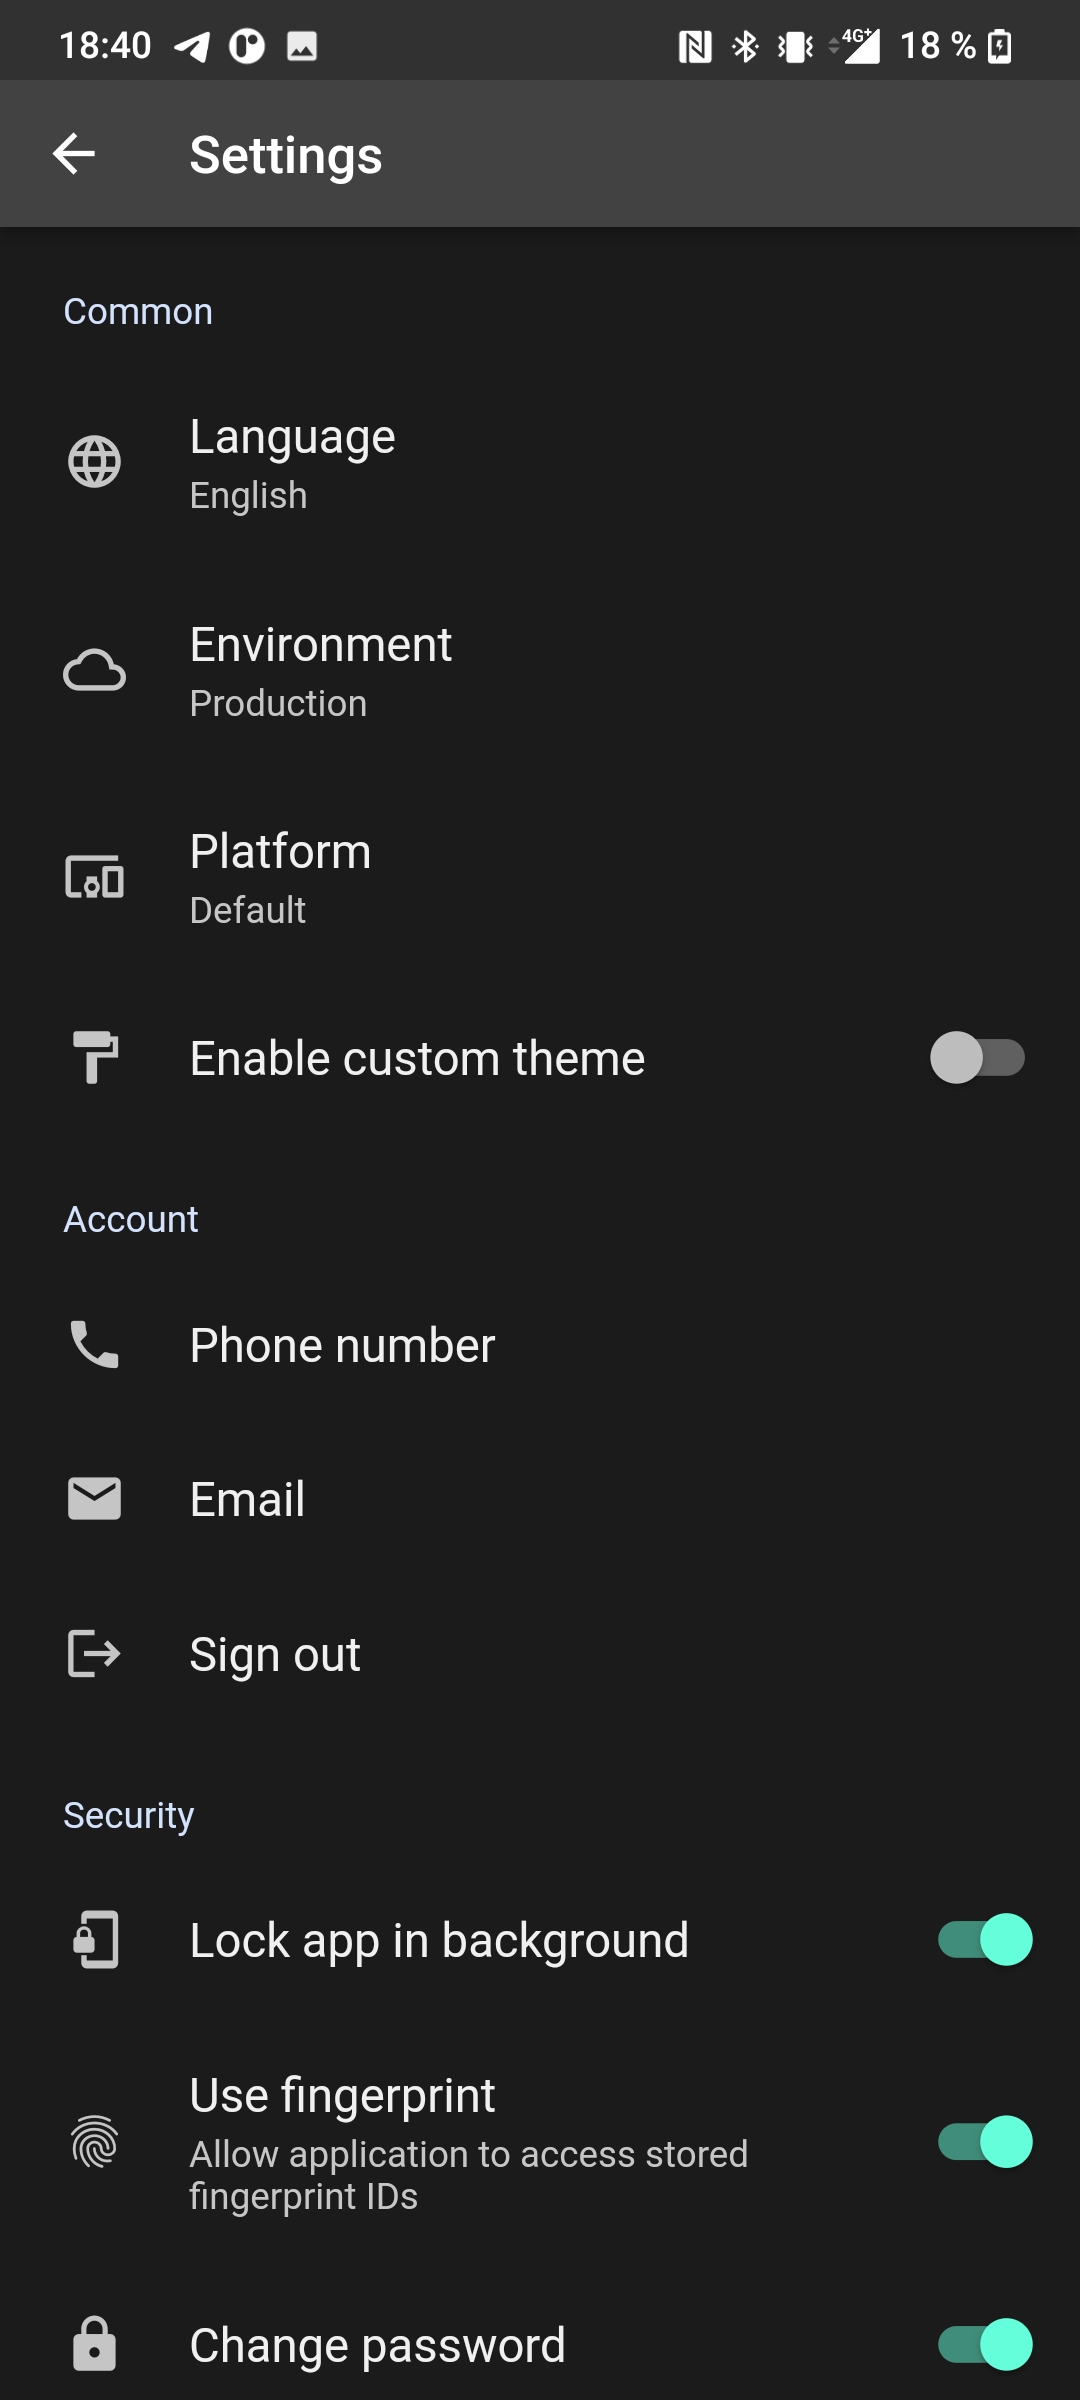 18:40
4G+
18 %
Settings
Common
Language
English
Environment
Production
Platform
Default
Enable custom theme
Account
Phone number
Email
Sign out
Security
Lock app in background
Use fingerprint
Allow application to access stored
fingerprint IDs
Change password